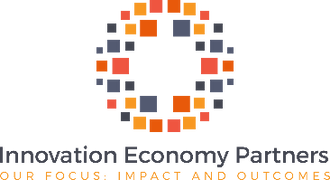 Innovation Economy Partners
OUR FOCUS: IMPACT AND OUTCOMES